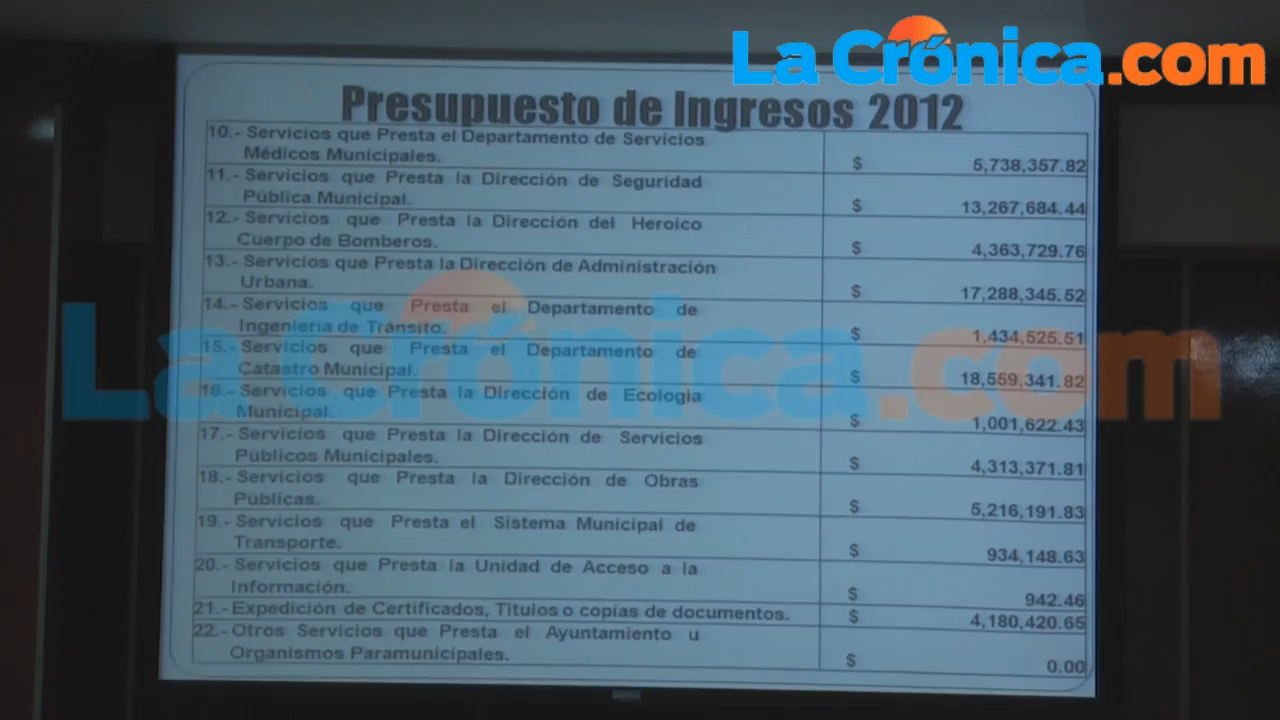 La Crónica.com
Presupuesto de Ingresos 2012
10.- Servicios que Presta el Departamento de Servicios
Médicos Municipales. $ 5,738,357.82
11.- Servicios que Presta la Dirección de Seguridad
Pública Municipal. $ 13,267,684.44
12.- Servicios que Presta la Dirección del Heroico
Cuerpo de Bomberos. $ 4,363,729.76
13.- Servicios que Presta la Dirección de Administración
Urbana. $ 17,288,345.52
14.- Servicios que Presta el Departamento de
Ingeniería de Tránsito. $ 1,434,525.51
15.- Servicios que Presta el Departamento de
Catastro Municipal. $ 18,559,341.82
16.- Servicios que Presta la Dirección de Ecología
Municipal. $ 1,001,622.43
17.- Servicios que Presta la Dirección de Servicios
Públicos Municipales. $ 4,313,371.81
18.- Servicios que Presta la Dirección de Obras
Públicas. $ 5,216,191.83
19.- Servicios que Presta el Sistema Municipal de
Transporte. $ 934,148.63
20.- Servicios que Presta la Unidad de Acceso a la
Información. $ 942.46
21.- Expedición de Certificados, Títulos o copias de documentos. $ 4,180,420.65
22.- Otros Servicios que Presta el Ayuntamiento u
Organismos Paramunicipales. $ 0.00
La Crónica.com